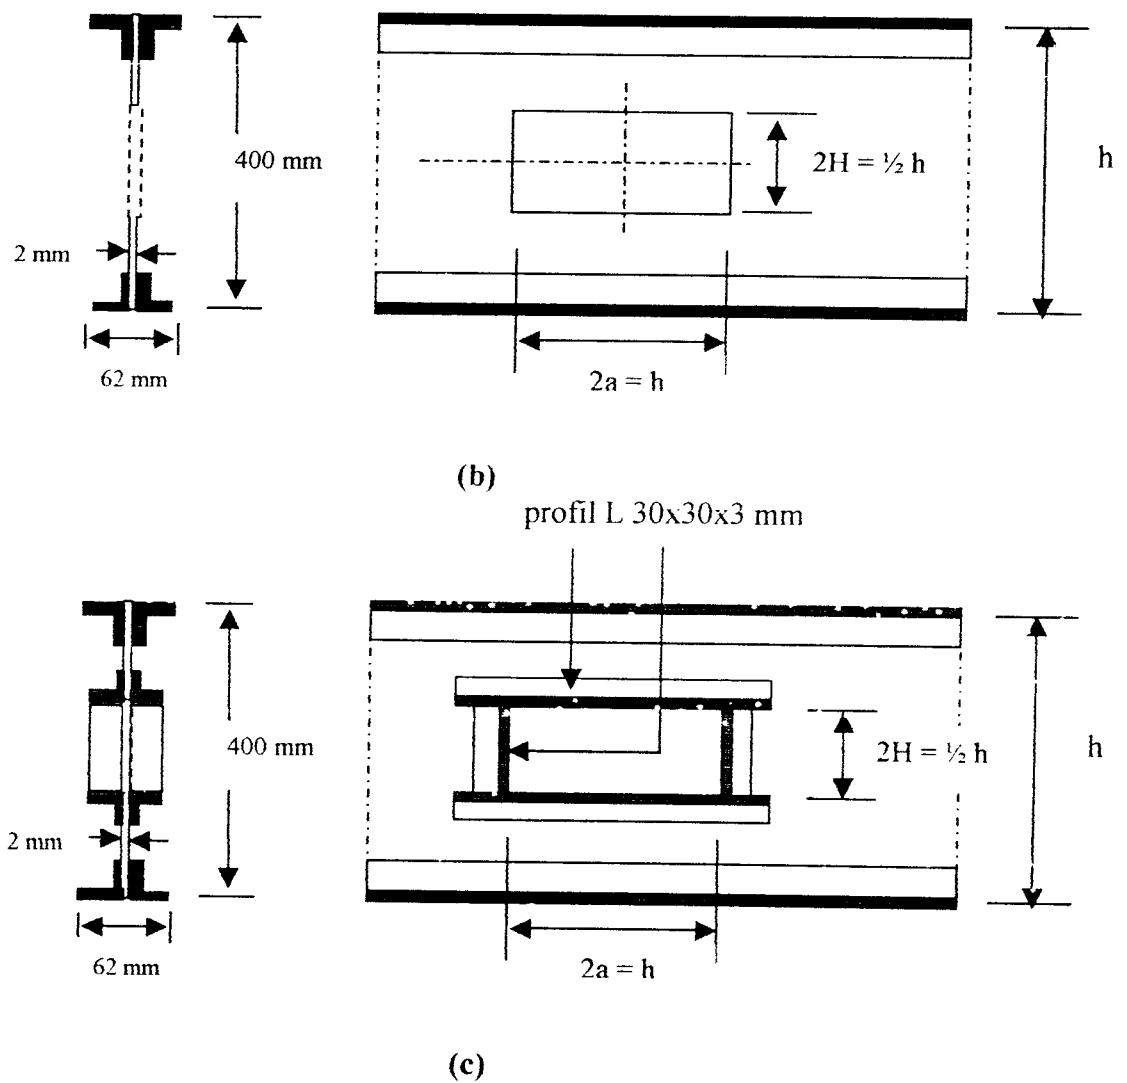 400 mm
h
2H = ½ h
2 mm
62 mm
2a = h
(b)
profil L 30x30x3 mm
400 mm
h
2H = ½ h
2 mm
62 mm
2a = h
(c)